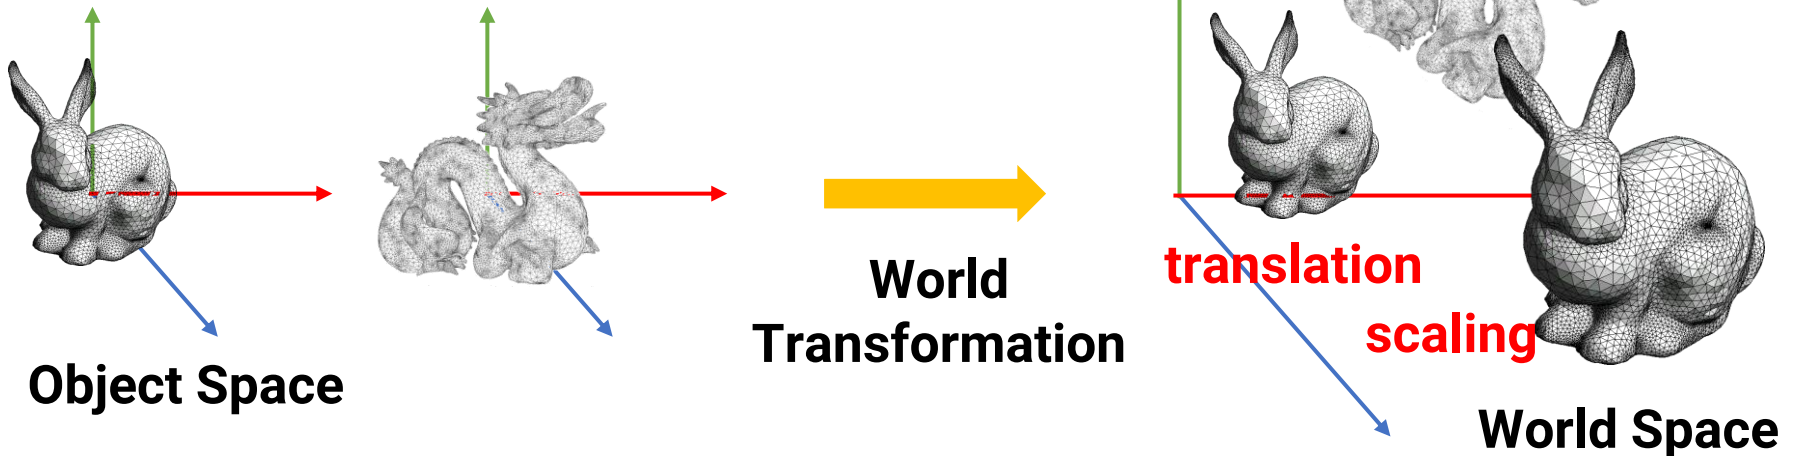 Object Space
World
Transformation
translation
scaling
World Space